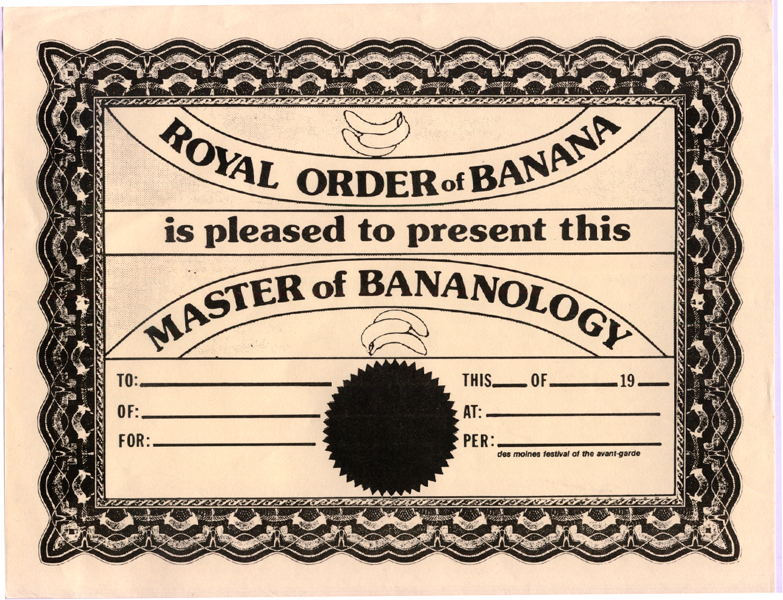 ROYAL ORDER of BANANA
is pleased to present this
MASTER of BANANOLOGY
TO:
OF:
FOR:
THIS OF 19
AT:
PER:
des moines festival of the avant-garde